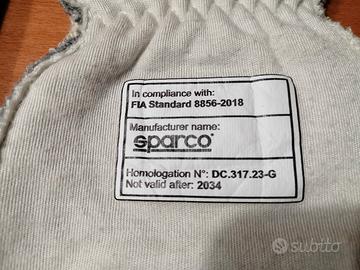 In compliance with:
FIA Standard 8856-2018
Manufacturer name:
sparco
Homologation N°: DC.317.23-G
Not valid after: 2034
subito